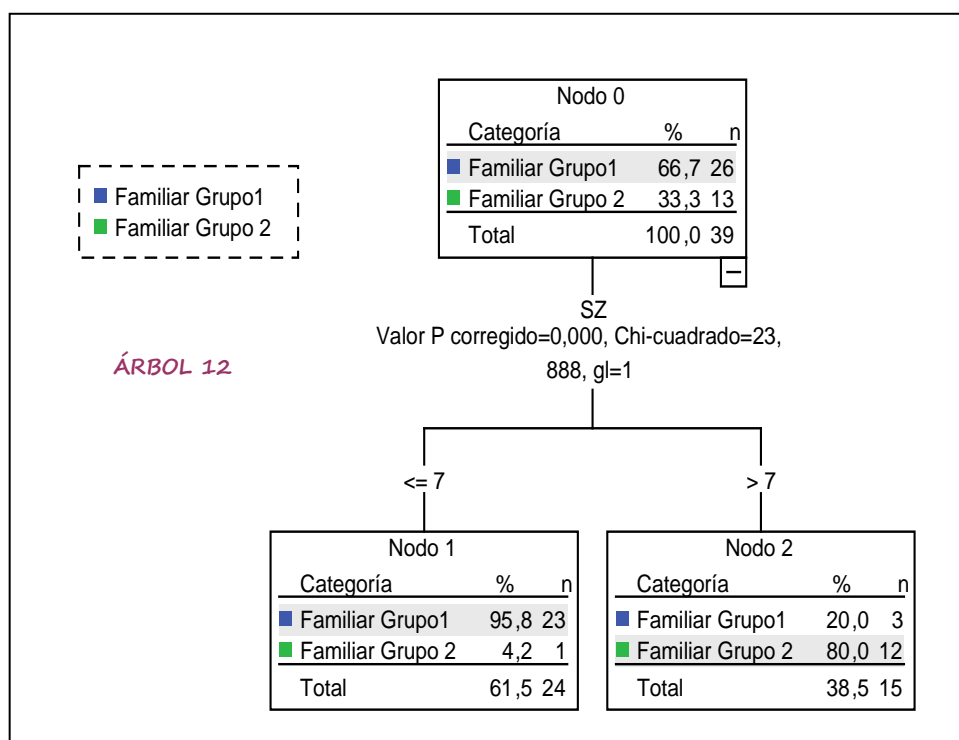 Nodo 0
Categoría % n
Familiar Grupo1 66,7 26
Familiar Grupo 2 33,3 13
Total 100,0 39
Familiar Grupo1
Familiar Grupo 2
SZ
Valor P corregido=0,000, Chi-cuadrado=23,
888, gl=1
ÁRBOL 12
<= 7
> 7
Nodo 1
Categoría % n
Familiar Grupo1 95,8 23
Familiar Grupo 2 4,2 1
Total 61,5 24
Nodo 2
Categoría % n
Familiar Grupo1 20,0 3
Familiar Grupo 2 80,0 12
Total 38,5 15